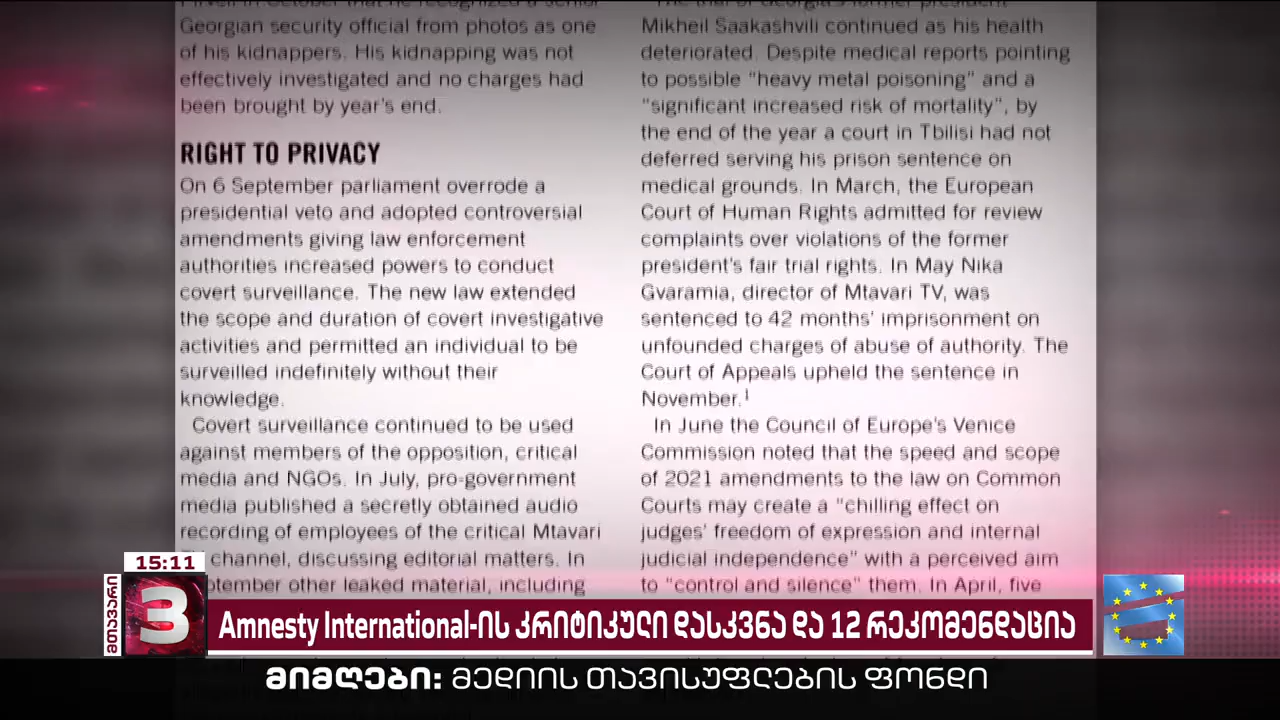 Georgian security official from photos as one
of his kidnappers. His kidnapping was not
effectively investigated and no charges had
been brought by year's end.
RIGHT TO PRIVACY
On 6 September parliament overrode a
presidential veto and adopted controversial
amendments giving law enforcement
authorities increased powers to conduct
covert surveillance. The new law extended
the scope and duration of covert investigative
activities and permitted an individual to be
surveilled indefinitely without their
knowledge.
Covert surveillance continued to be used
against members of the opposition, critical
media and NGOs. In July, pro-government
media published a secretly obtained audio
recording of employees of the critical Mtavari
channel, discussing editorial matters. In
other leaked material, including
Mikheil Saakashvili continued as his health
deteriorated. Despite medical reports pointing
to possible "heavy metal poisoning" and a
"significant increased risk of mortality", by
the end of the year a court in Tbilisi had not
deferred serving his prison sentence on
medical grounds. In March, the European
Court of Human Rights admitted for review
complaints over violations of the former
president's fair trial rights. In May Nika
Gvaramia, director of Mtavari TV, was
sentenced to 42 months' imprisonment on
unfounded charges of abuse of authority. The
Court of Appeals upheld the sentence in
November.¹
In June the Council of Europe's Venice
Commission noted that the speed and scope
of 2021 amendments to the law on Common
Courts may create a "chilling effect on
judges' freedom of expression and internal
judicial independence" with a perceived aim
to "control and silence" them. In April, five
15:11
მთავარი
3
Amnesty International-ის კრიტიკული დასკვნა და 12 რეკომენდაცია
მიმღები: მედიის თავისუფლების ფონდი